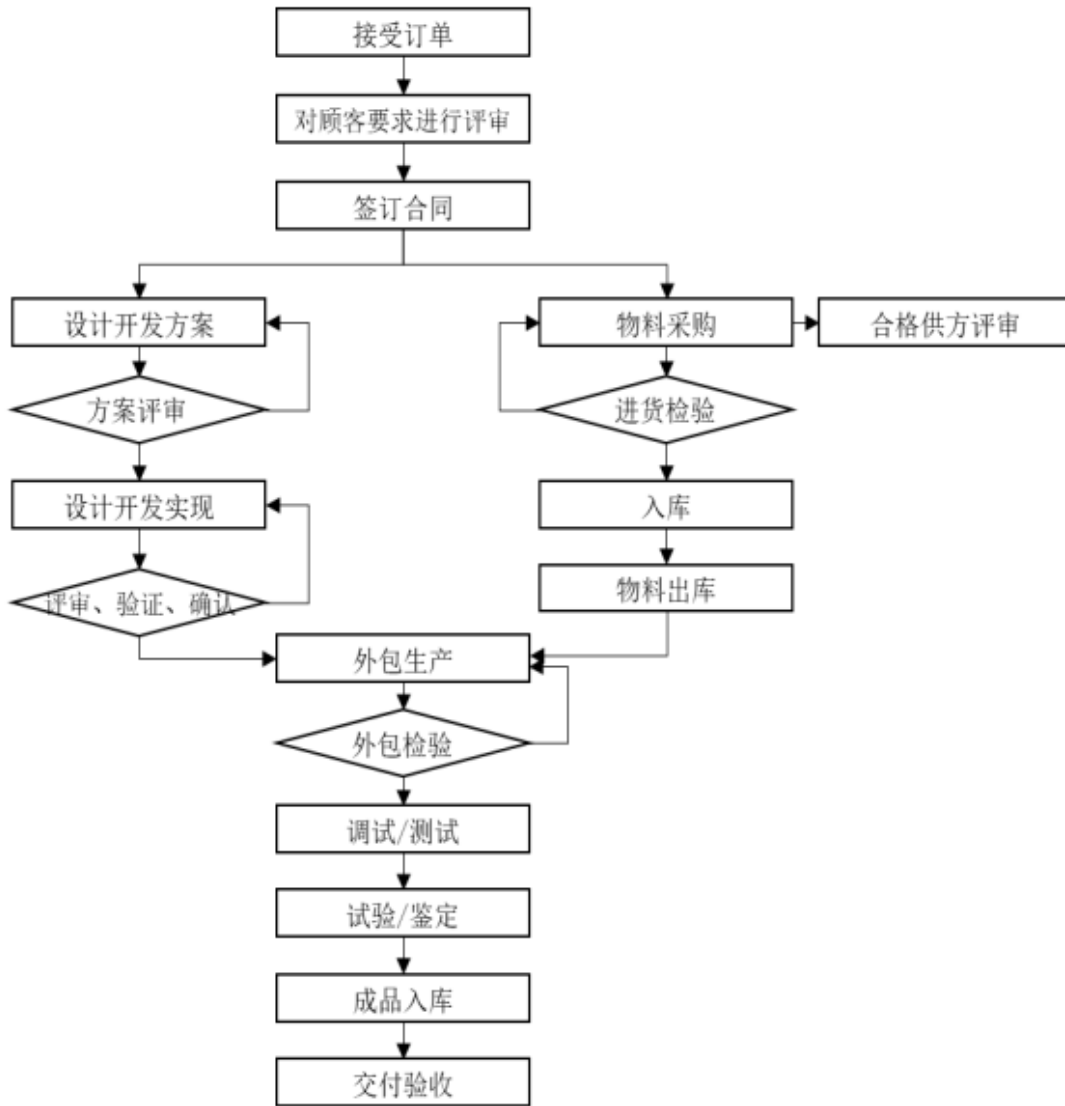 接受订单
对顾客要求进行评审
签订合同
设计开发方案
物料采购
合格供方评审
方案评审
进货检验
设计开发实现
入库
物料出库
评审、验证、确认
外包生产
外包检验
调试/测试
试验/鉴定
成品入库
交付验收